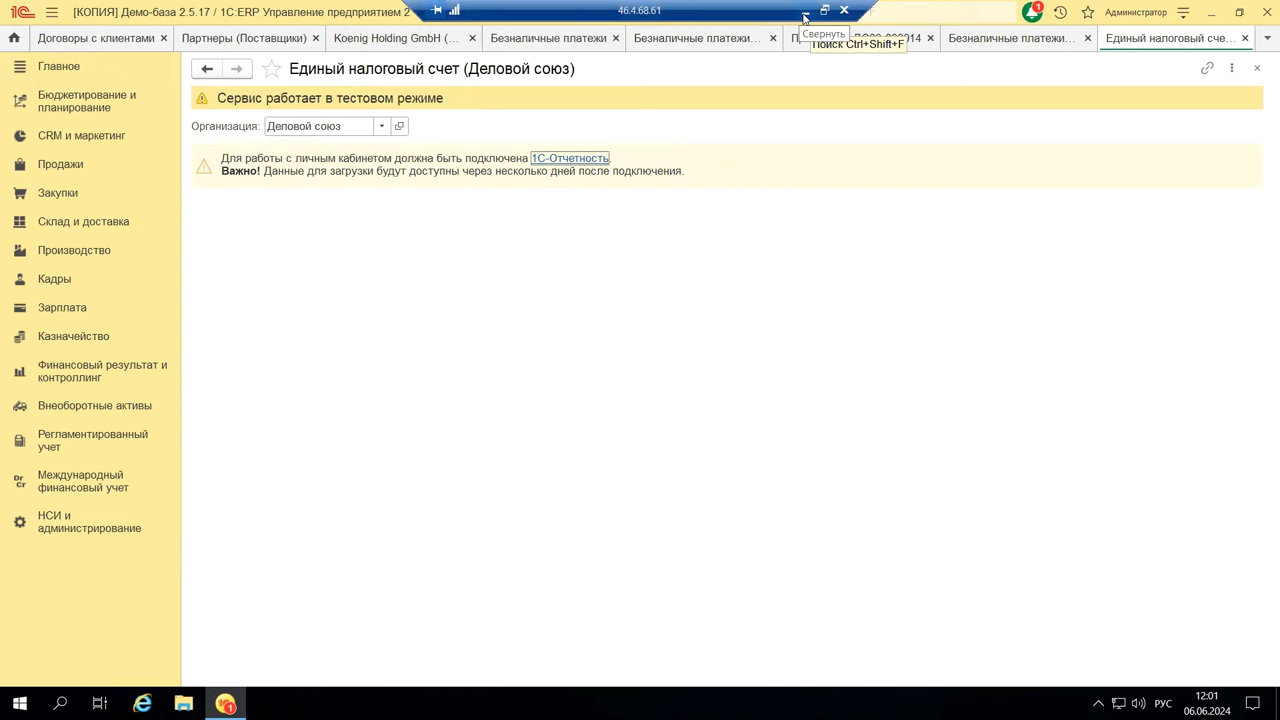 [КОПИЯ] Демо-база 2.5.17 / 1С:ERP Управление предприятием 2
46.4.68.61
Администратор
Свернуть
Поиск Ctrl+Shift+F
Договоры с клиентами
Партнеры (Поставщики)
Koenig Holding GmbH (...
Безналичные платежи
Безналичные платежи...
Безналичные платежи...
Единый налоговый сче...
Главное
Бюджетирование и
планирование
CRM и маркетинг
Продажи
Закупки
Склад и доставка
Производство
Кадры
Зарплата
Казначейство
Финансовый результат и
контроллинг
Внеоборотные активы
Регламентированный
учет
Международный
финансовый учет
НСИ и
администрирование
Единый налоговый счет (Деловой союз)
Сервис работает в тестовом режиме
Организация: Деловой союз
Для работы с личным кабинетом должна быть подключена 1С-Отчетность.
Важно! Данные для загрузки будут доступны через несколько дней после подключения.
РУС
12:01
06.06.2024